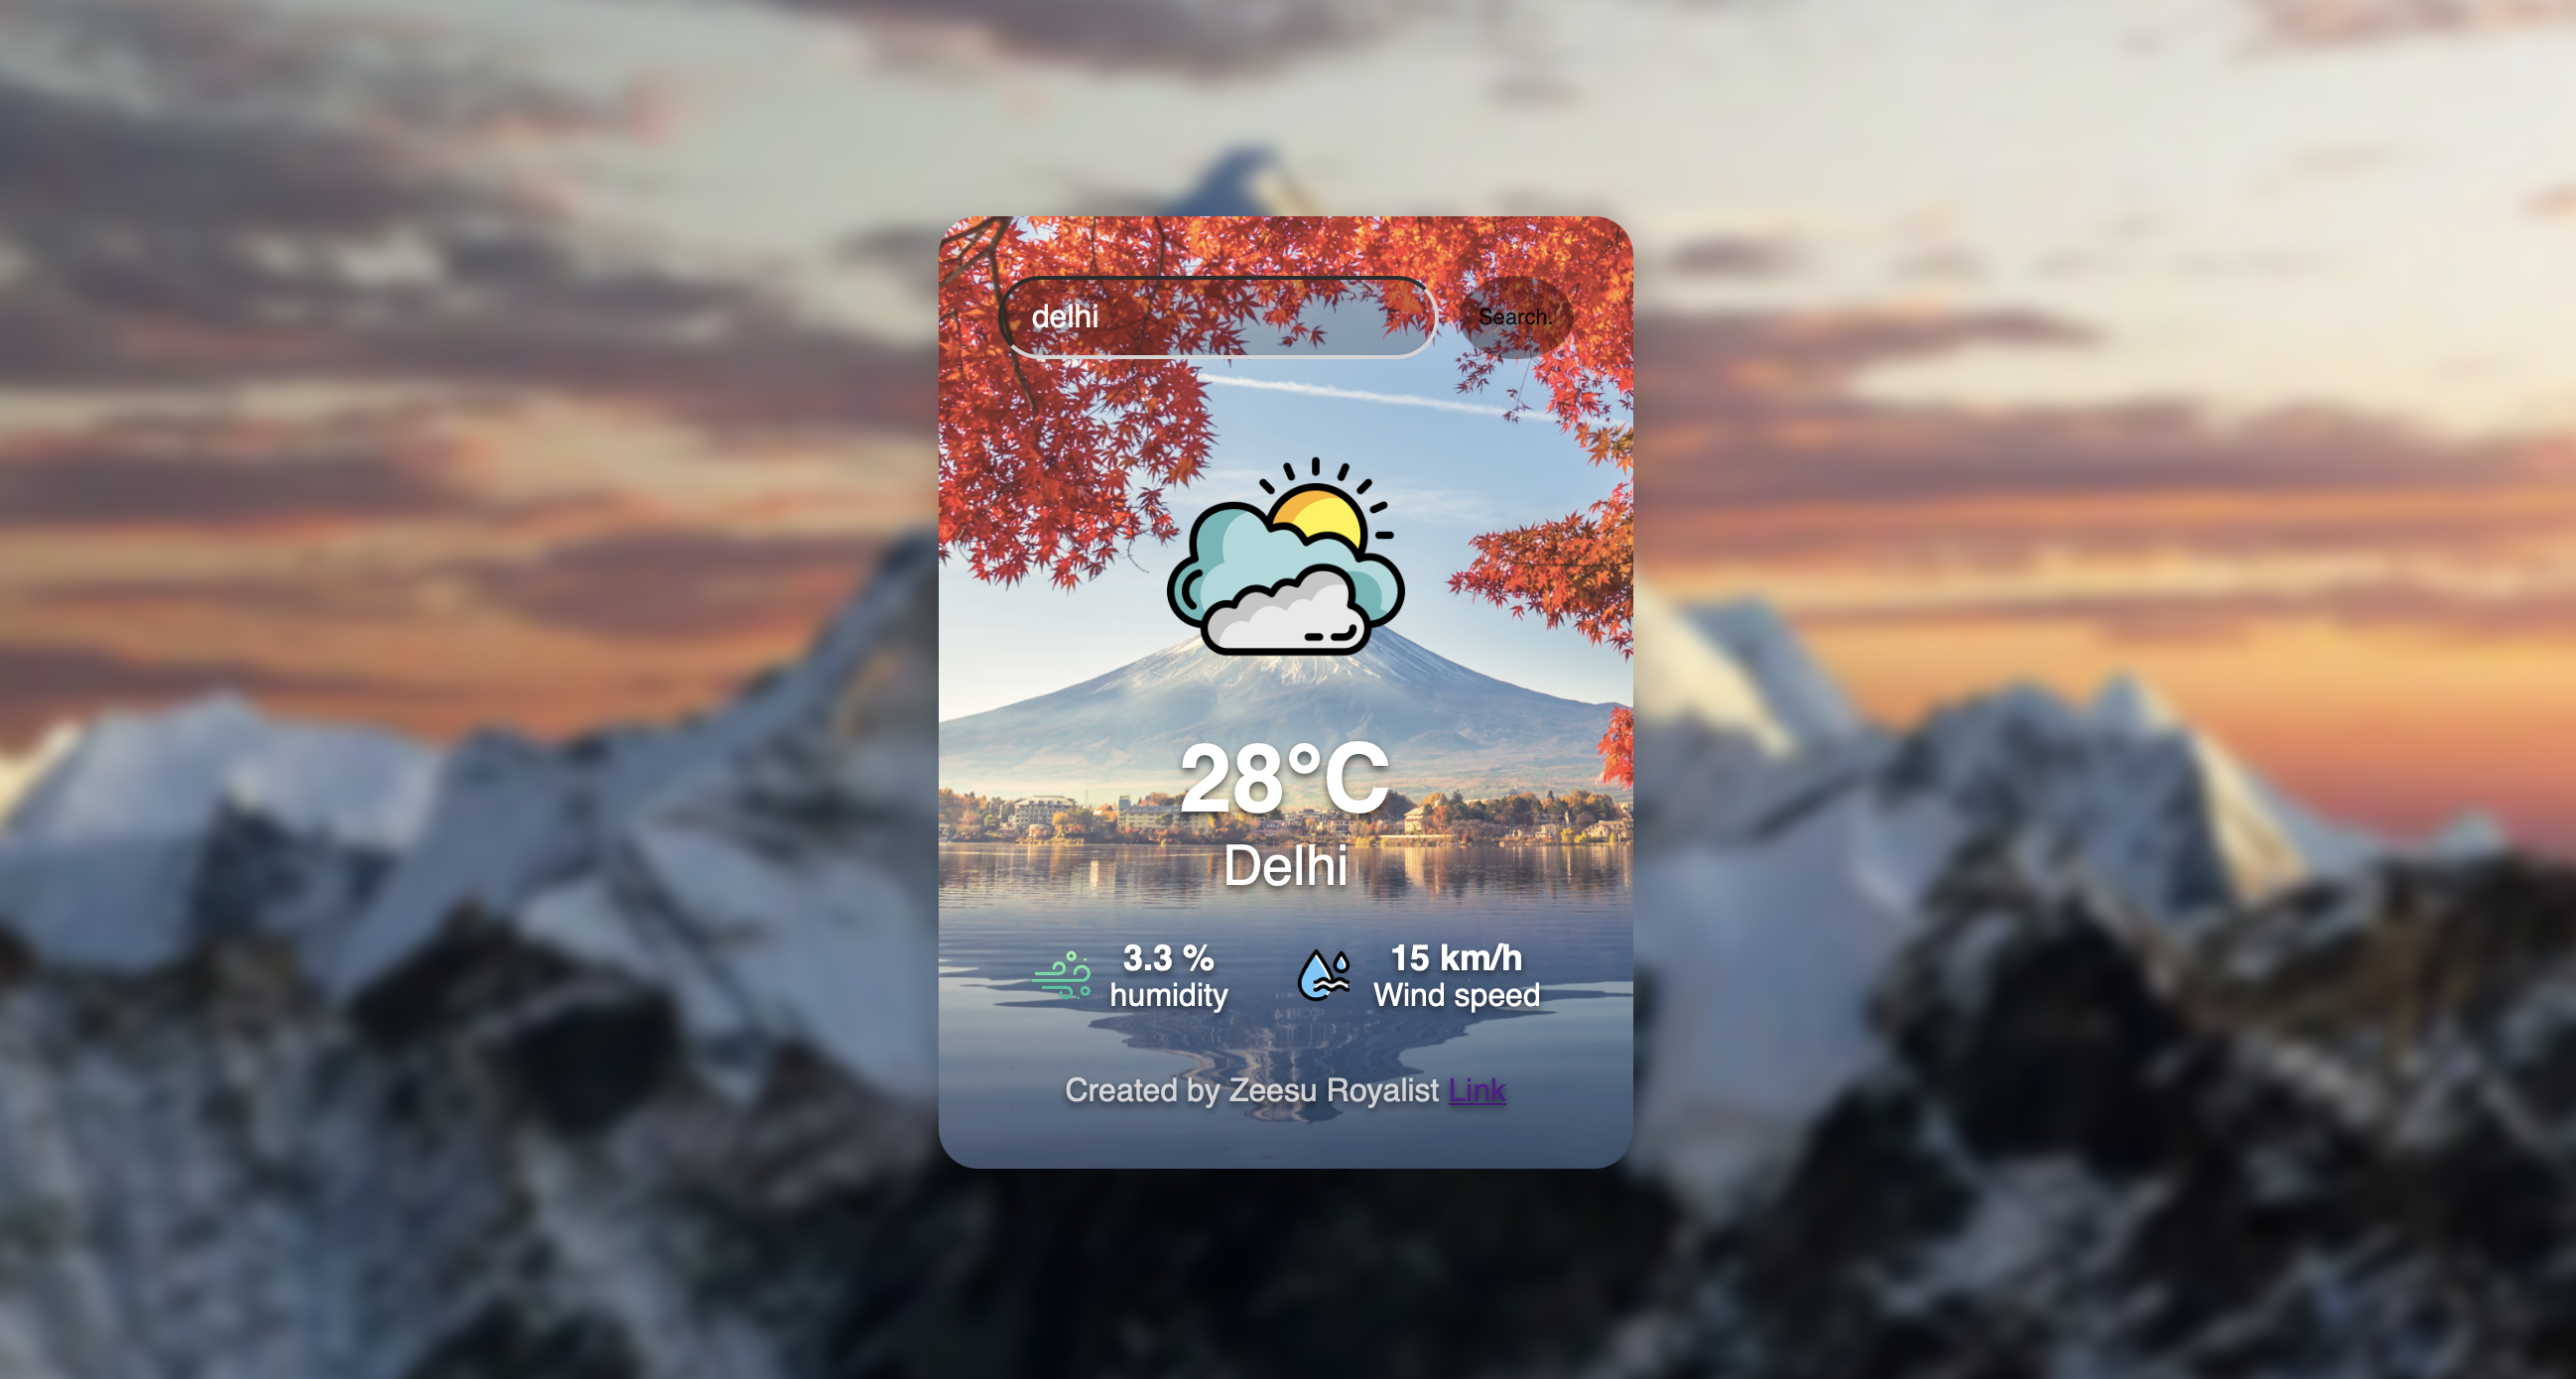 delhi
Search.
28°C
Delhi
3.3 %
humidity
15 km/h
Wind speed
Created by Zeesu Royalist Link